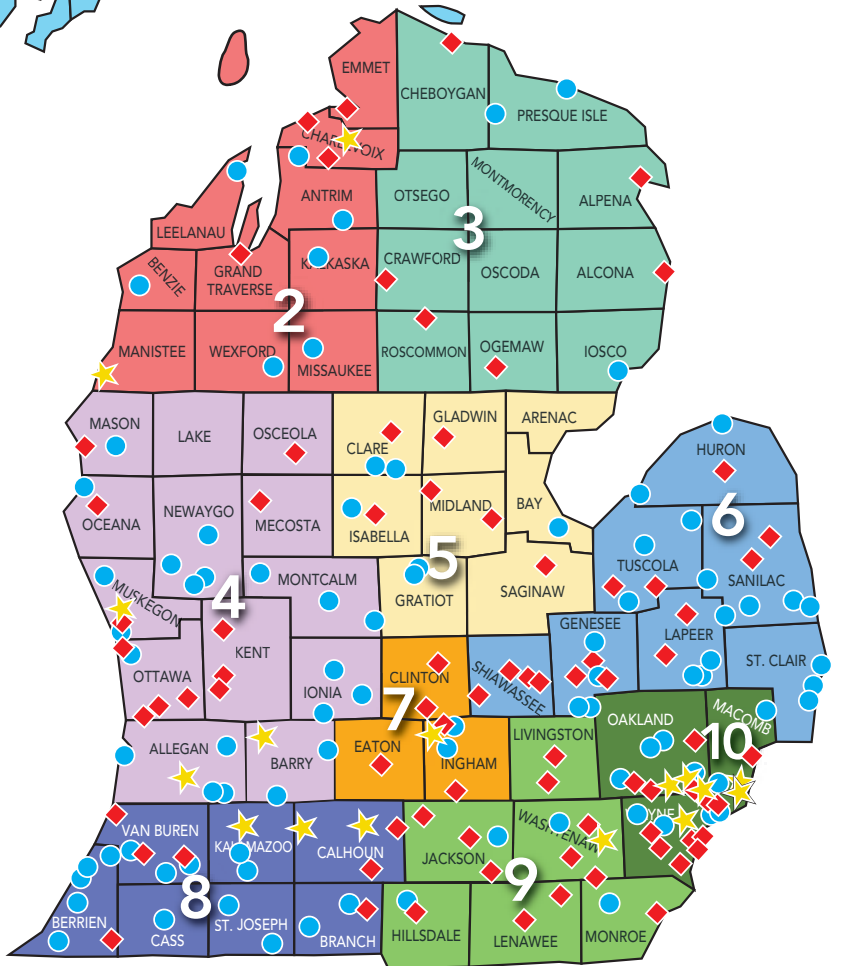 EMMET
CHEBOYGAN
PRESQUE ISLE
CHARLEVOIX
ANTRIM
OTSEGO
MONTMORENCY
ALPENA
LEELANAU
3
BENZIE
GRAND
TRAVERSE
KALKASKA
CRAWFORD
OSCODA
ALCONA
2
MANISTEE
WEXFORD
MISSAUKEE
ROSCOMMON
OGEMAW
IOSCO
MASON
LAKE
OSCEOLA
CLARE
GLADWIN
ARENAC
HURON
OCEANA
NEWAYGO
MECOSTA
ISABELLA
MIDLAND
BAY
6
TUSCOLA
SANILAC
5
MUSKEGON
4
MONTCALM
GRATIOT
SAGINAW
GENESEE
LAPEER
OTTAWA
KENT
IONIA
CLINTON
SHIAWASSEE
ST. CLAIR
7
ALLEGAN
BARRY
EATON
INGHAM
LIVINGSTON
OAKLAND
MACOMB
10
VAN BUREN
KALAMAZOO
CALHOUN
JACKSON
WASHTENAW
WAYNE
8
9
BERRIEN
CASS
ST. JOSEPH
BRANCH
HILLSDALE
LENAWEE
MONROE